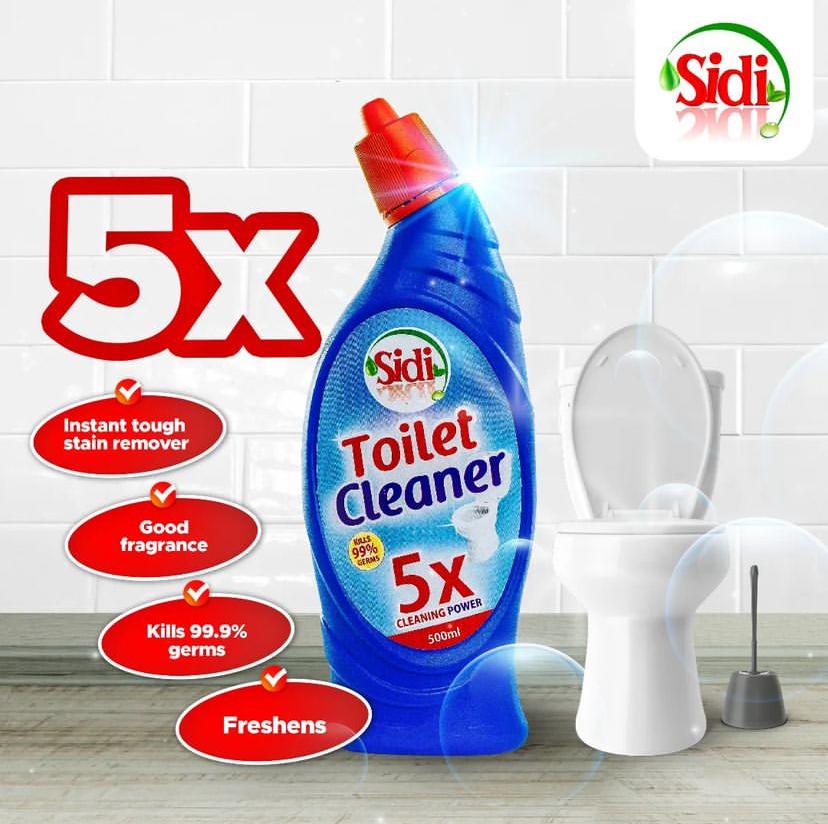 Sidi
5x
Instant tough
stain remover
Good
fragrance
Kills 99.9%
germs
Freshens
Sidi
Toilet
Cleaner
KILLS
99%
GERMS
5x
CLEANING POWER
500ml